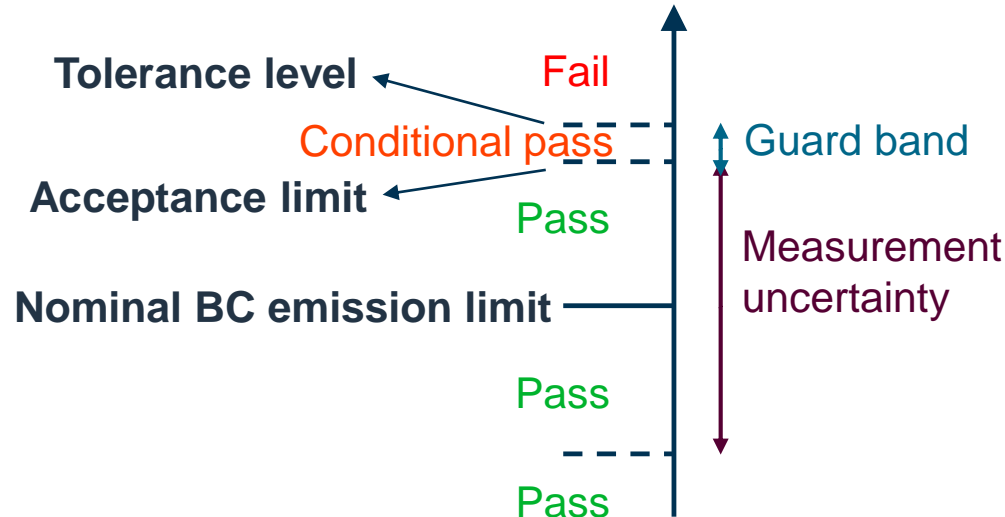 Fail
Tolerance level
Conditional pass
Guard band
Acceptance limit
Pass
Measurement
uncertainty
Nominal BC emission limit
Pass
Pass